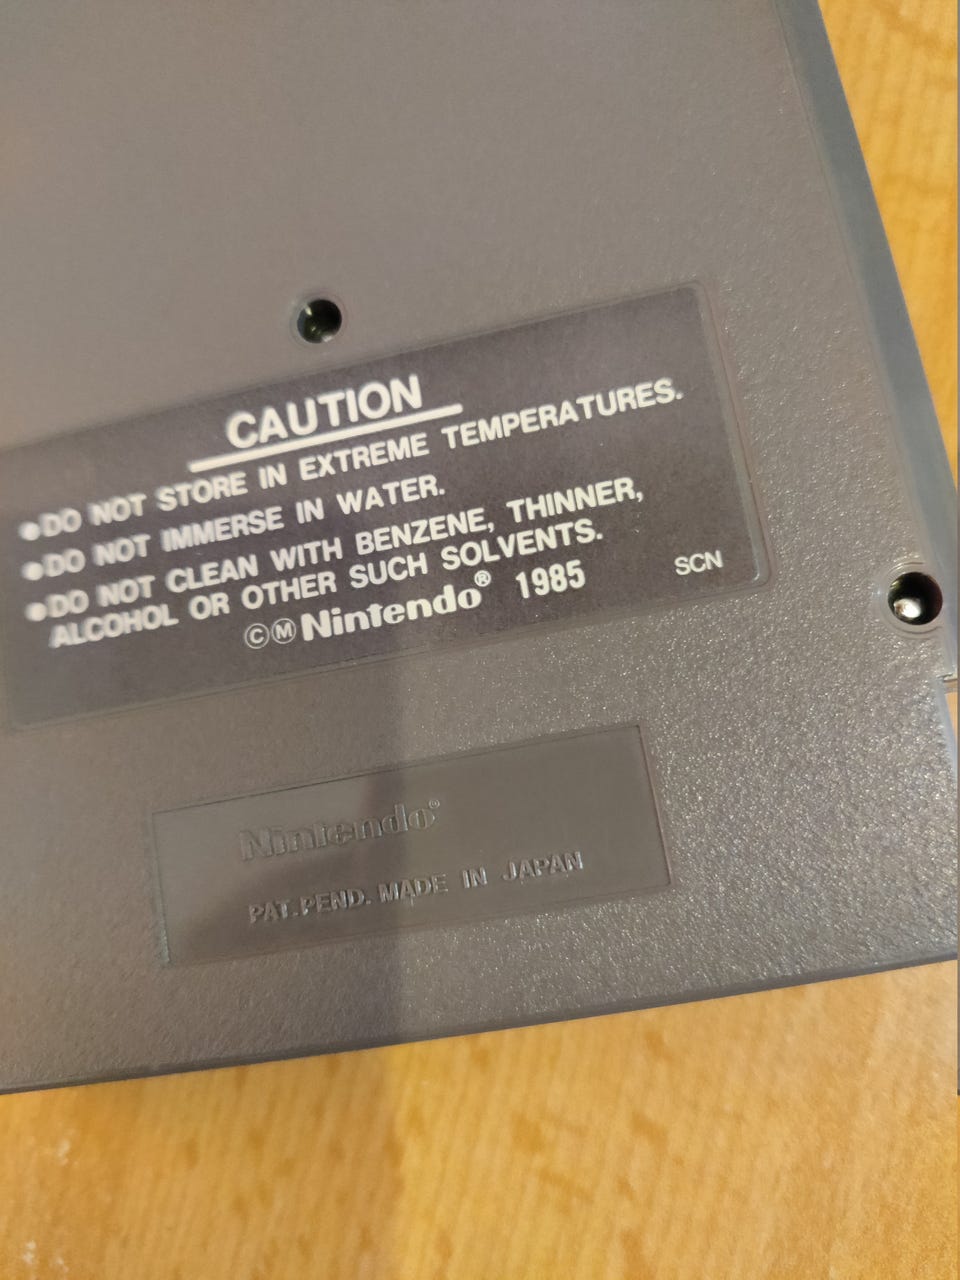 CAUTION
●DO NOT STORE IN EXTREME TEMPERATURES.
●DO NOT IMMERSE IN WATER.
●DO NOT CLEAN WITH BENZENE, THINNER,
ALCOHOL OR OTHER SUCH SOLVENTS.
©Ⓜ Nintendo® 1985 SCN
Nintendo®
PAT.PEND. MADE IN JAPAN